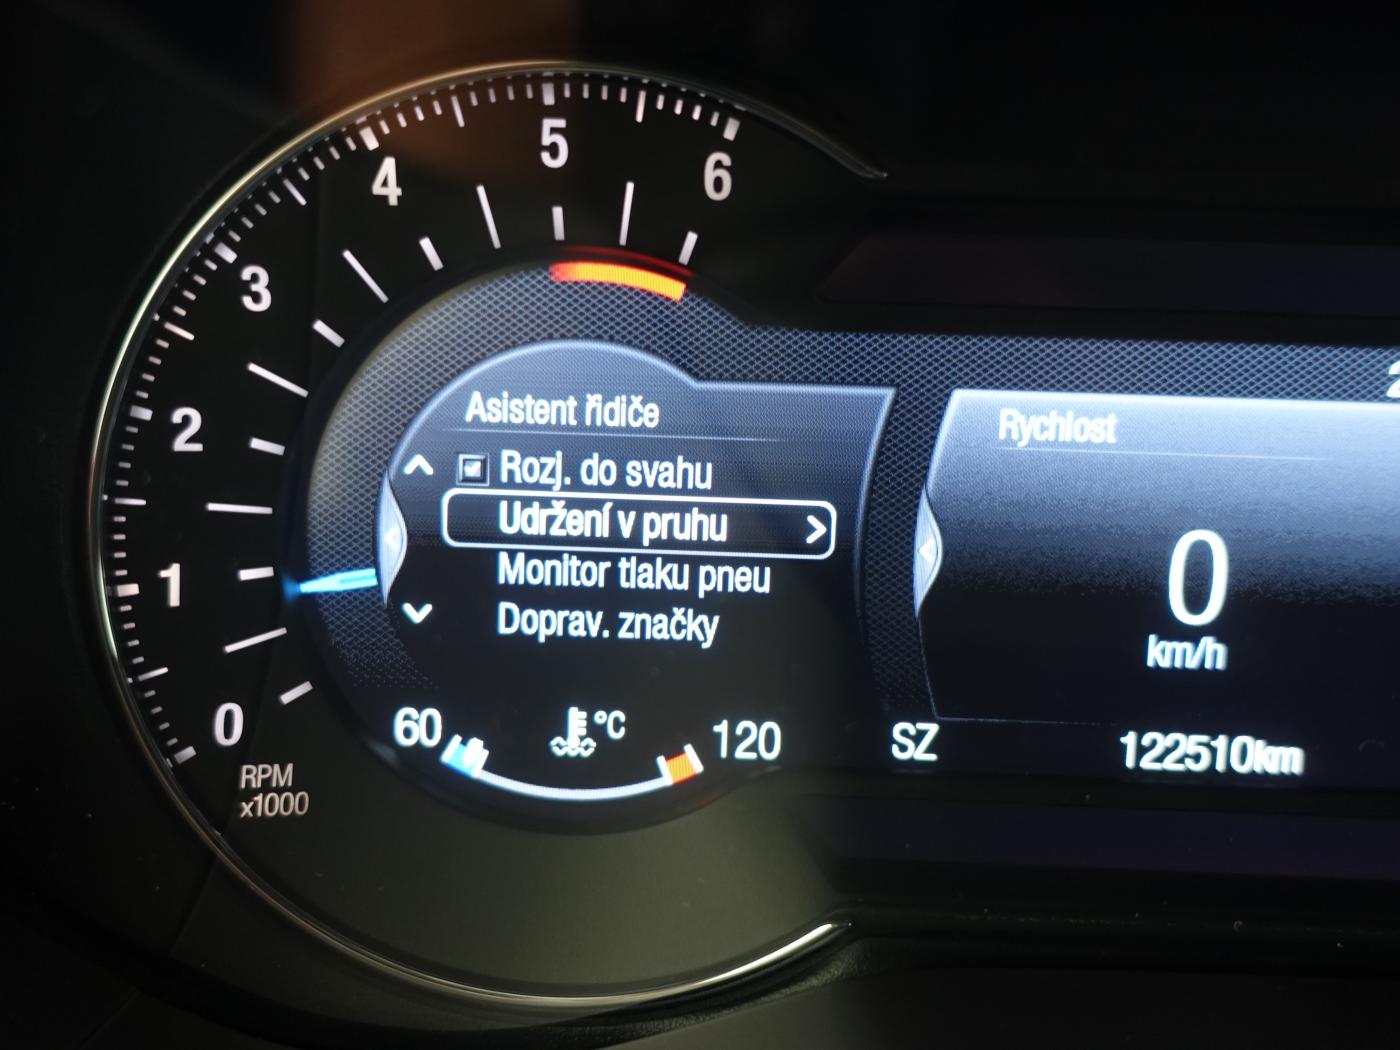 0
1
2
3
4
5
6
RPM
x1000
Asistent řidiče
Rozj. do svahu
Udržení v pruhu
Monitor tlaku pneu
Doprav. značky
60
°C
120
Rychlost
0
km/h
SZ
122510km